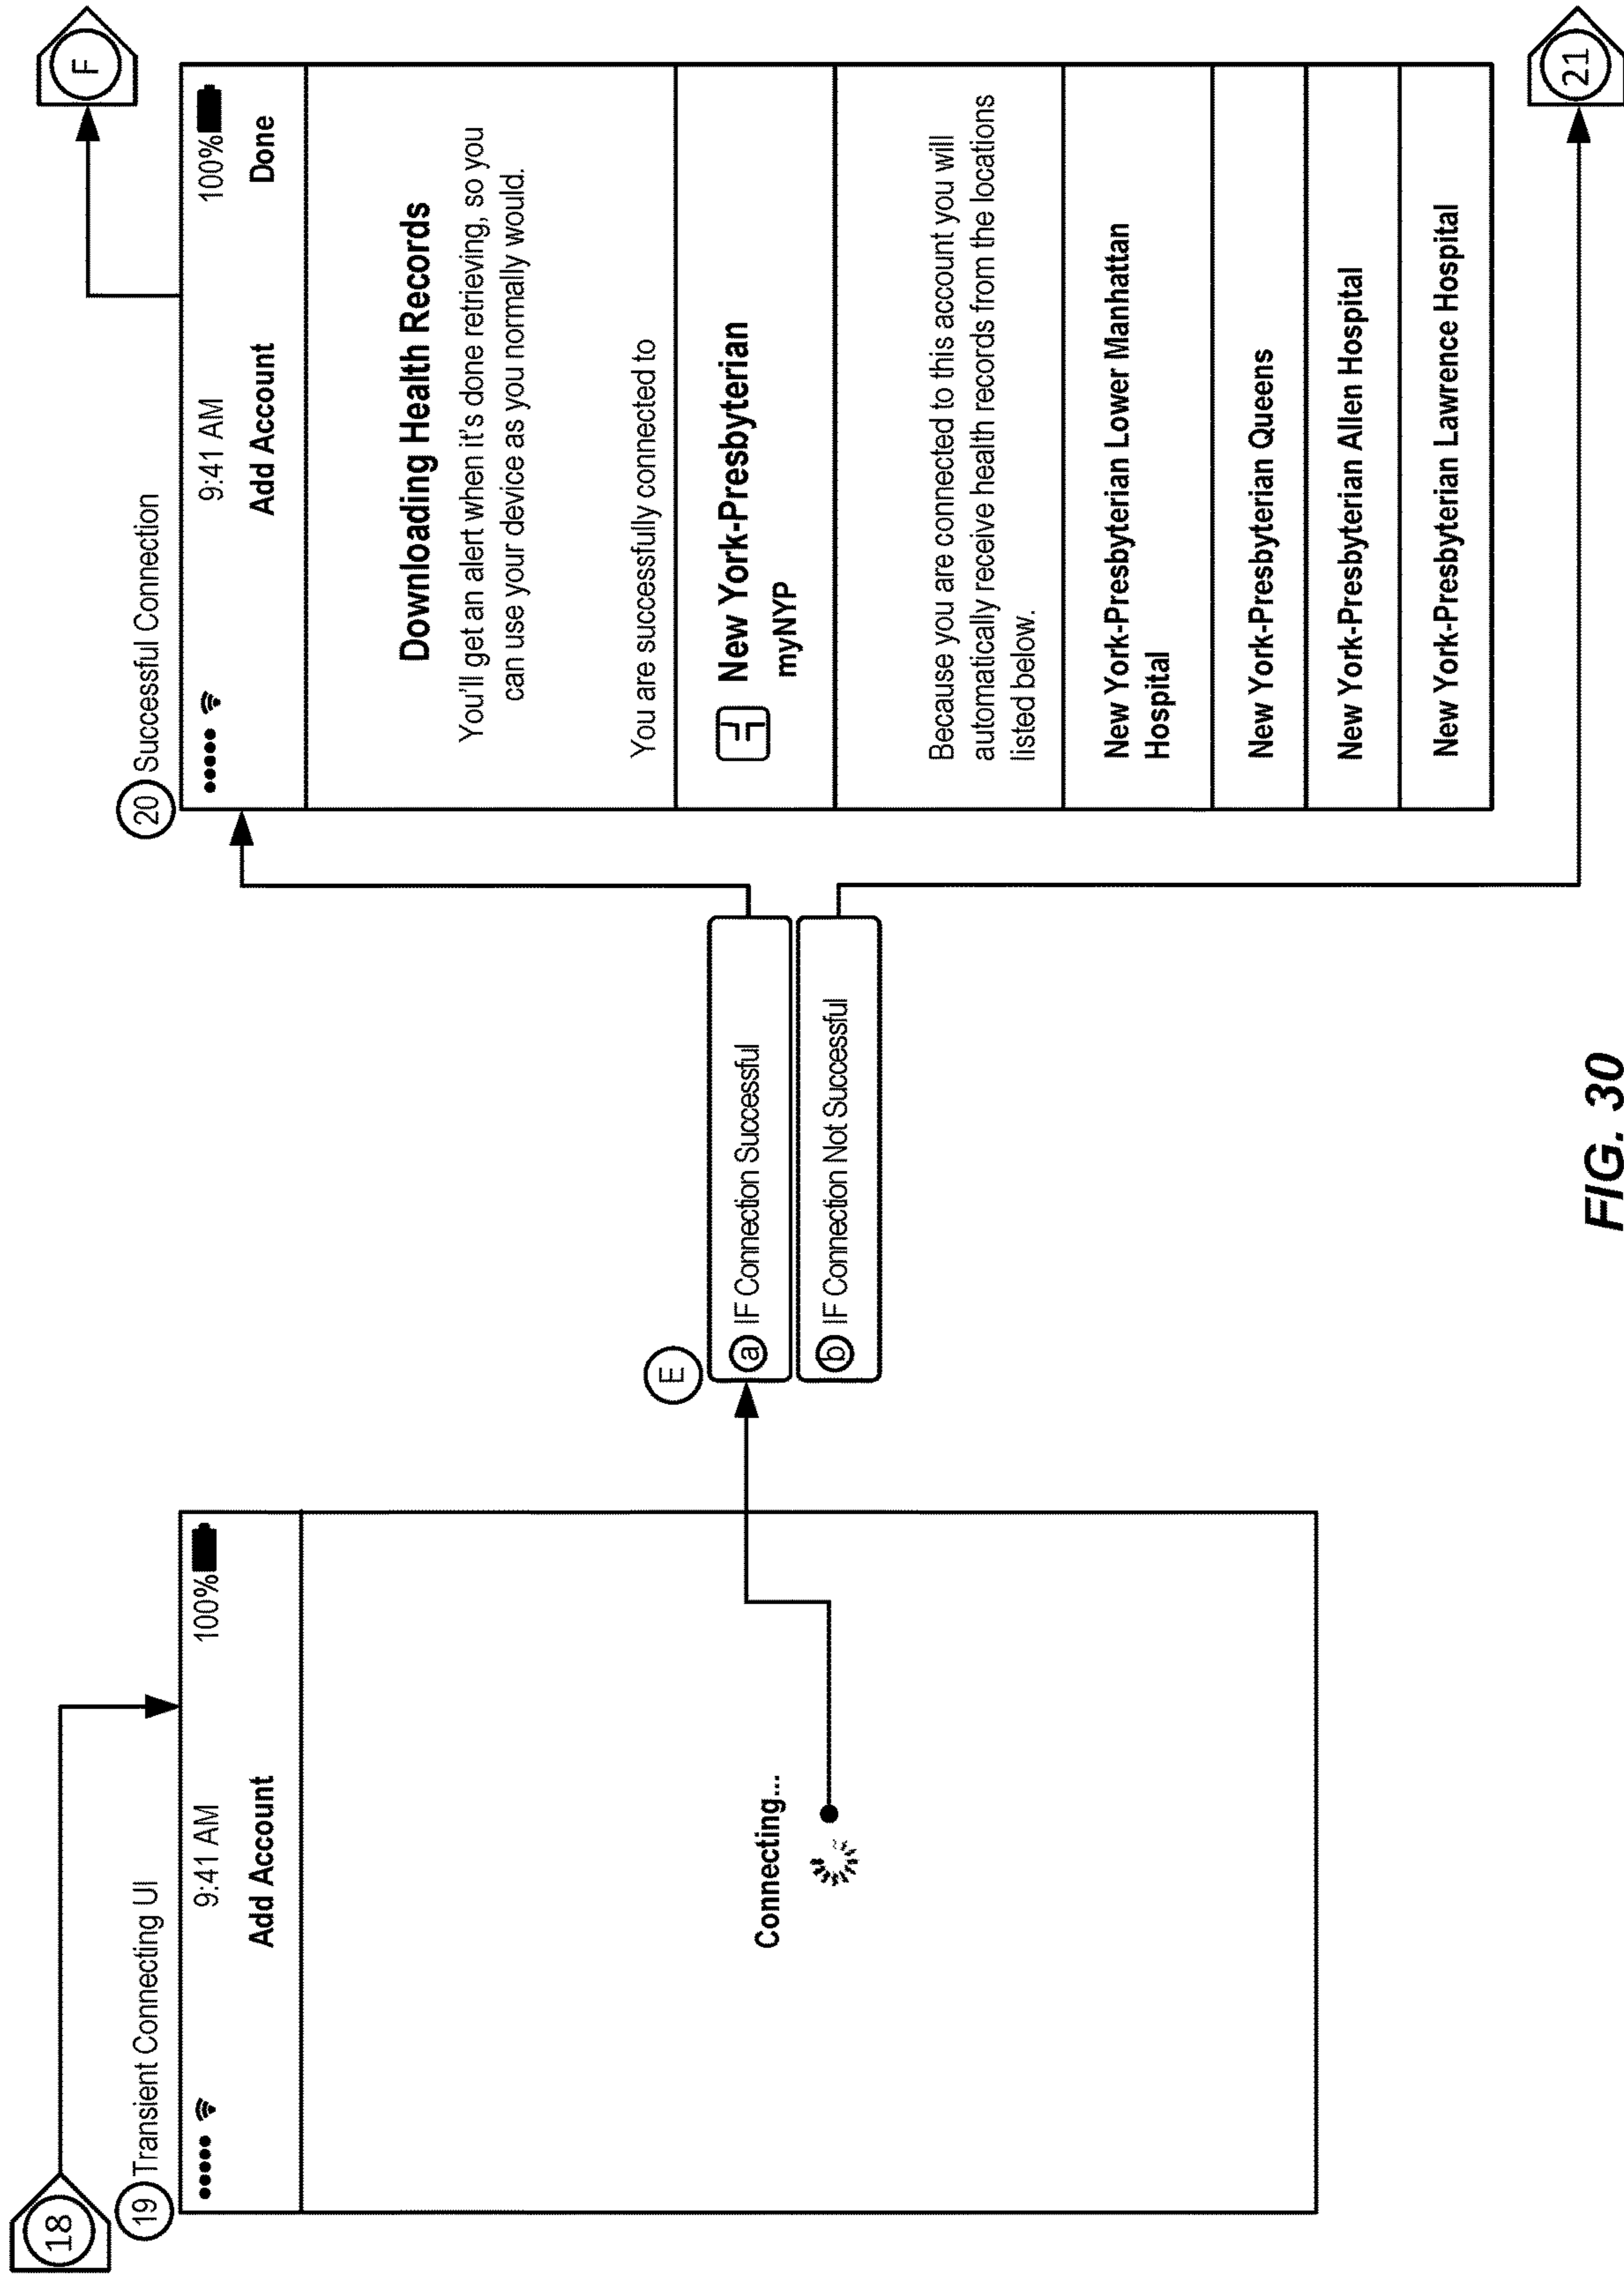 18
19 Transient Connecting UI
9:41 AM
100%
Add Account
Connecting...
E
a IF Connection Successful
b IF Connection Not Successful
20 Successful Connection
9:41 AM
100%
Add Account
Done
Downloading Health Records
You'll get an alert when it's done retrieving, so you
can use your device as you normally would.
You are successfully connected to
New York-Presbyterian
myNYP
Because you are connected to this account you will
automatically receive health records from the locations
listed below.
New York-Presbyterian Lower Manhattan
Hospital
New York-Presbyterian Queens
New York-Presbyterian Allen Hospital
New York-Presbyterian Lawrence Hospital
F
21
FIG. 30